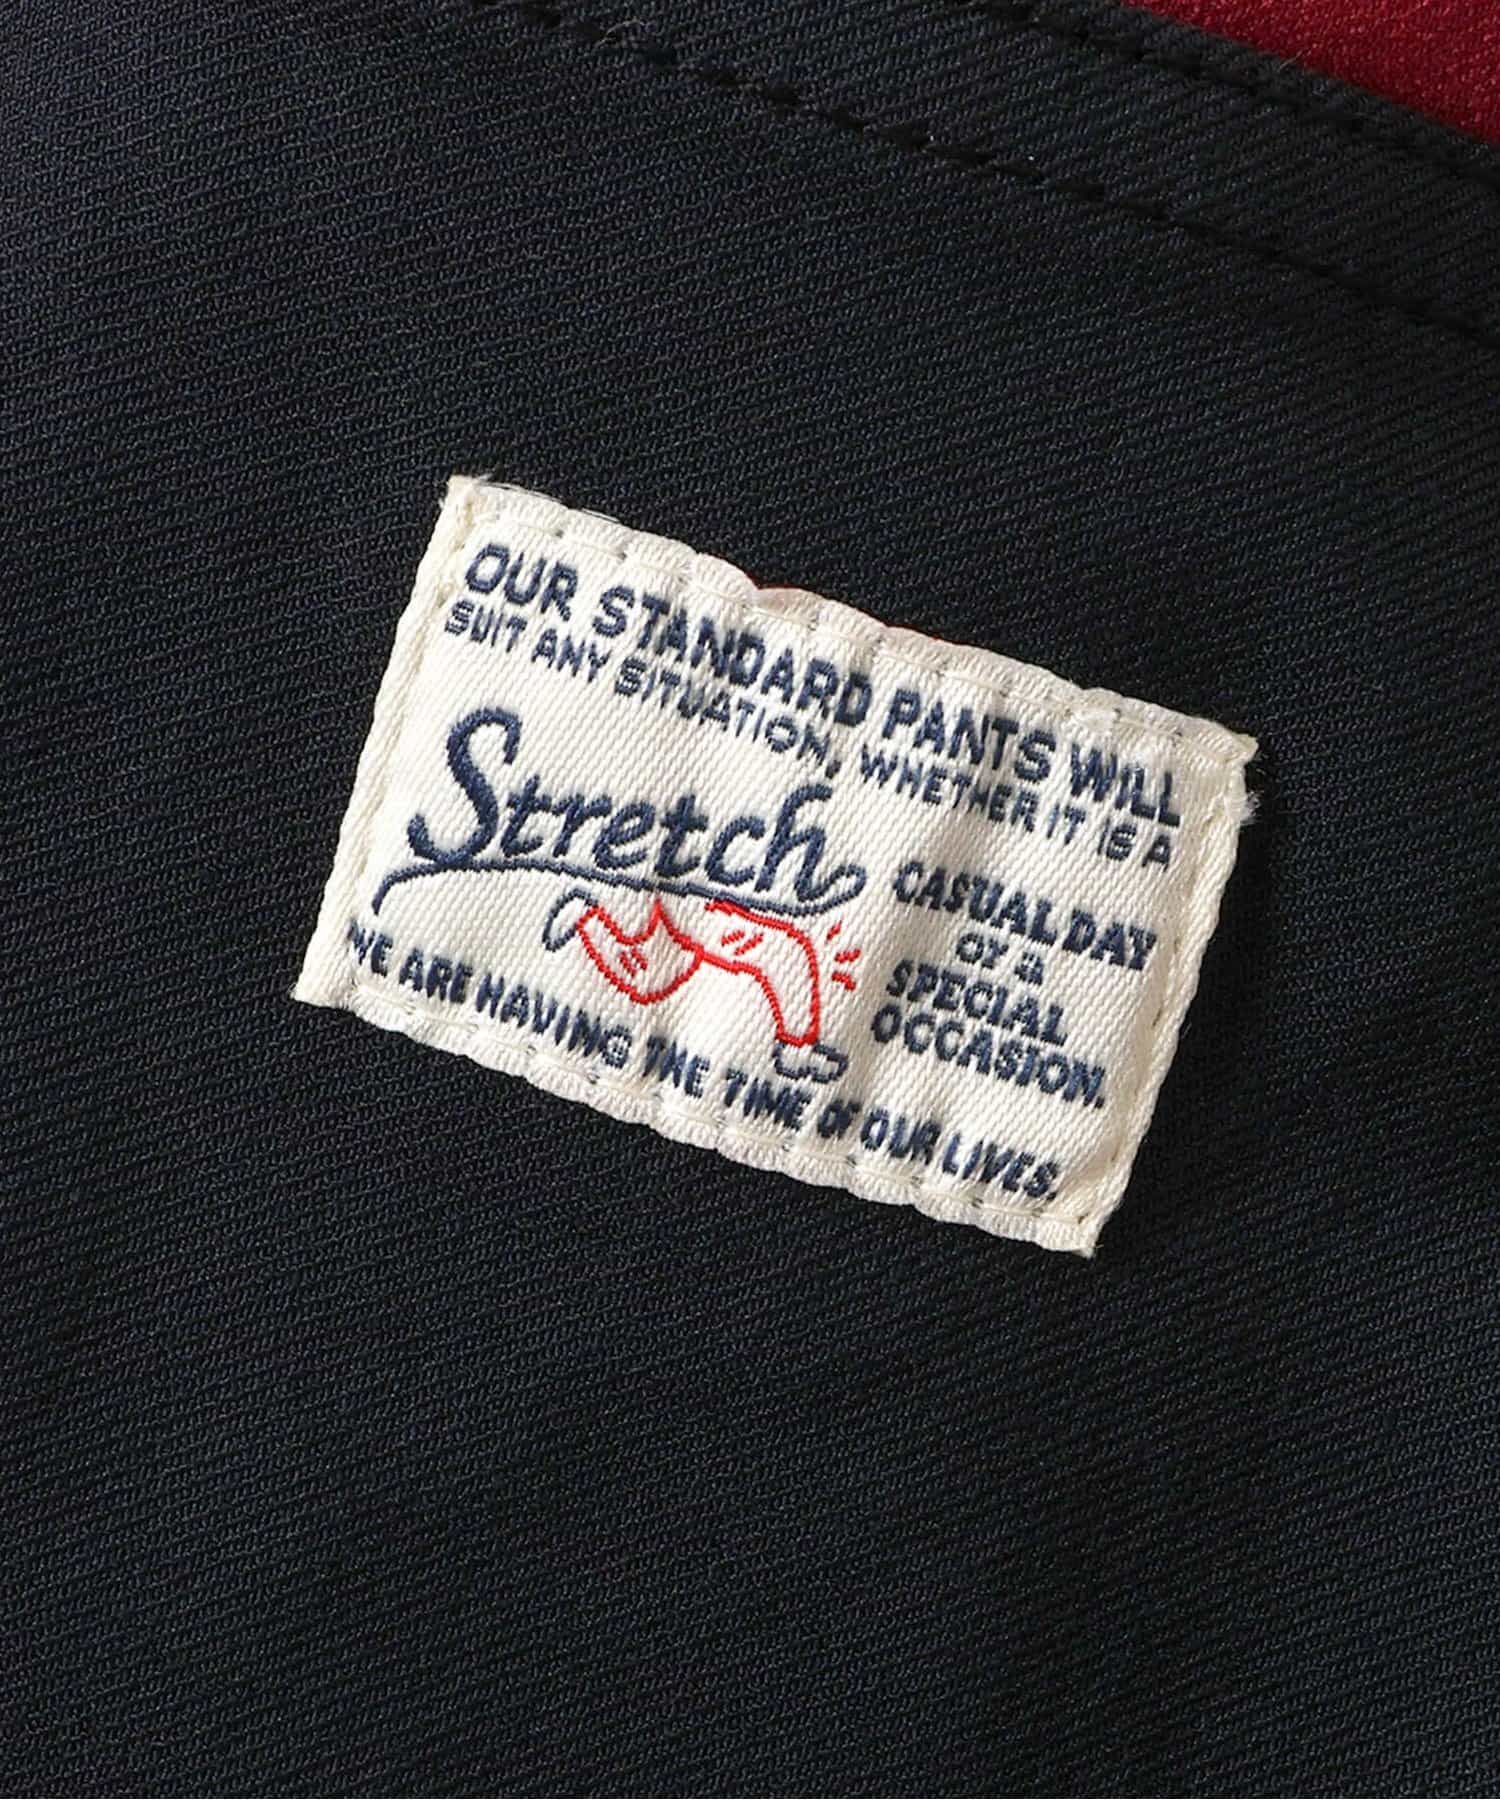 OUR STANDARD PANTS WILL
SUIT ANY SITUATION, WHETHER IT IS A
Stretch
CASUAL DAY
or a
SPECIAL
OCCASION.
WE ARE HAVING THE TIME OF OUR LIVES.